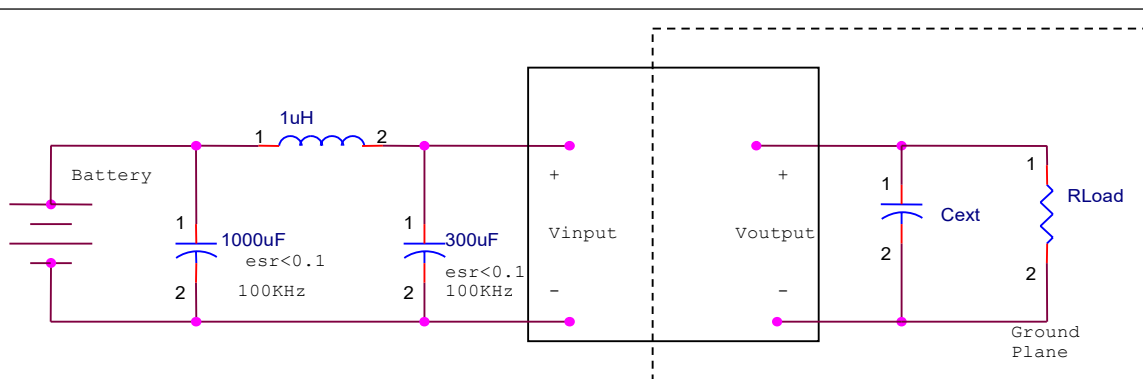 1uH
1
2
Battery
+
+
1
RLoad
1
1
1
Cext
1000uF
300uF
Vinput
Voutput
esr<0.1
esr<0.1
2
2
2
100KHz
2
100KHz
-
-
Ground
Plane